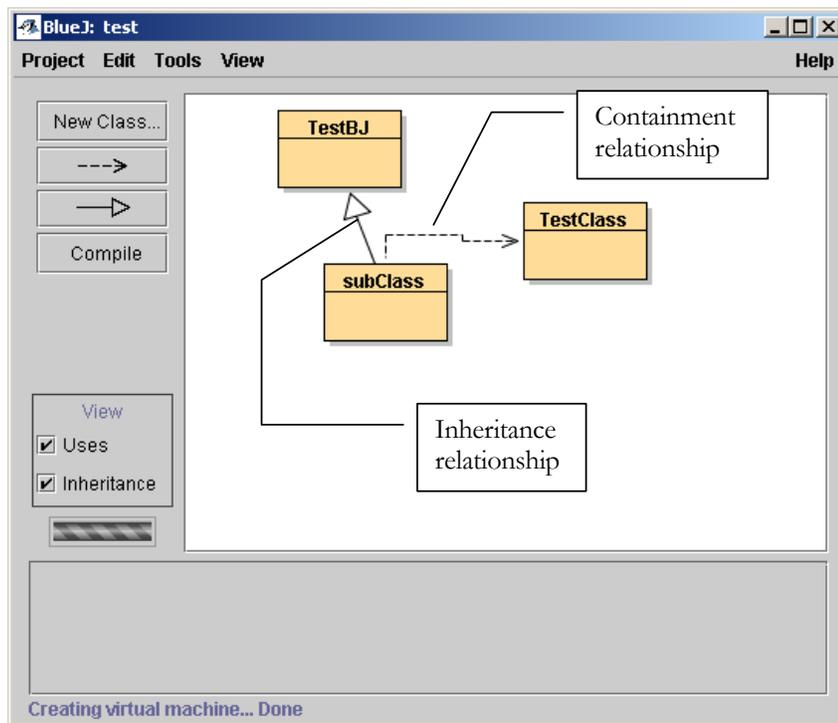 BlueJ: test
Project Edit Tools View Help
New Class...
Compile
TestBJ
Containment
relationship
TestClass
subClass
Inheritance
relationship
View
Uses
Inheritance
Creating virtual machine... Done